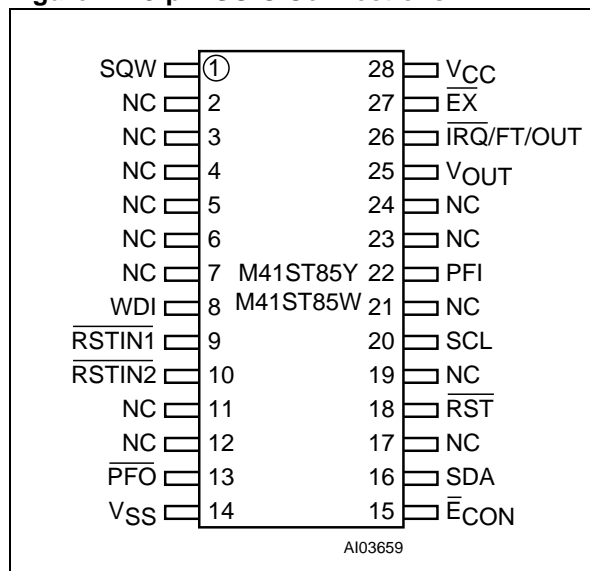 SQW 1 28 VCC
NC 2 27 EX
NC 3 26 IRQ/FT/OUT
NC 4 25 VOUT
NC 5 24 NC
NC 6 23 NC
NC 7 M41ST85Y 22 PFI
WDI 8 M41ST85W 21 NC
RSTIN1 9 20 SCL
RSTIN2 10 19 NC
NC 11 18 RST
NC 12 17 NC
PFO 13 16 SDA
VSS 14 15 ECON
AI03659